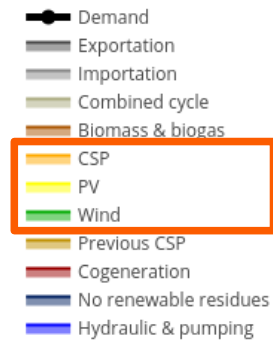 Demand
Exportation
Importation
Combined cycle
Biomass & biogas
CSP
PV
Wind
Previous CSP
Cogeneration
No renewable residues
Hydraulic & pumping